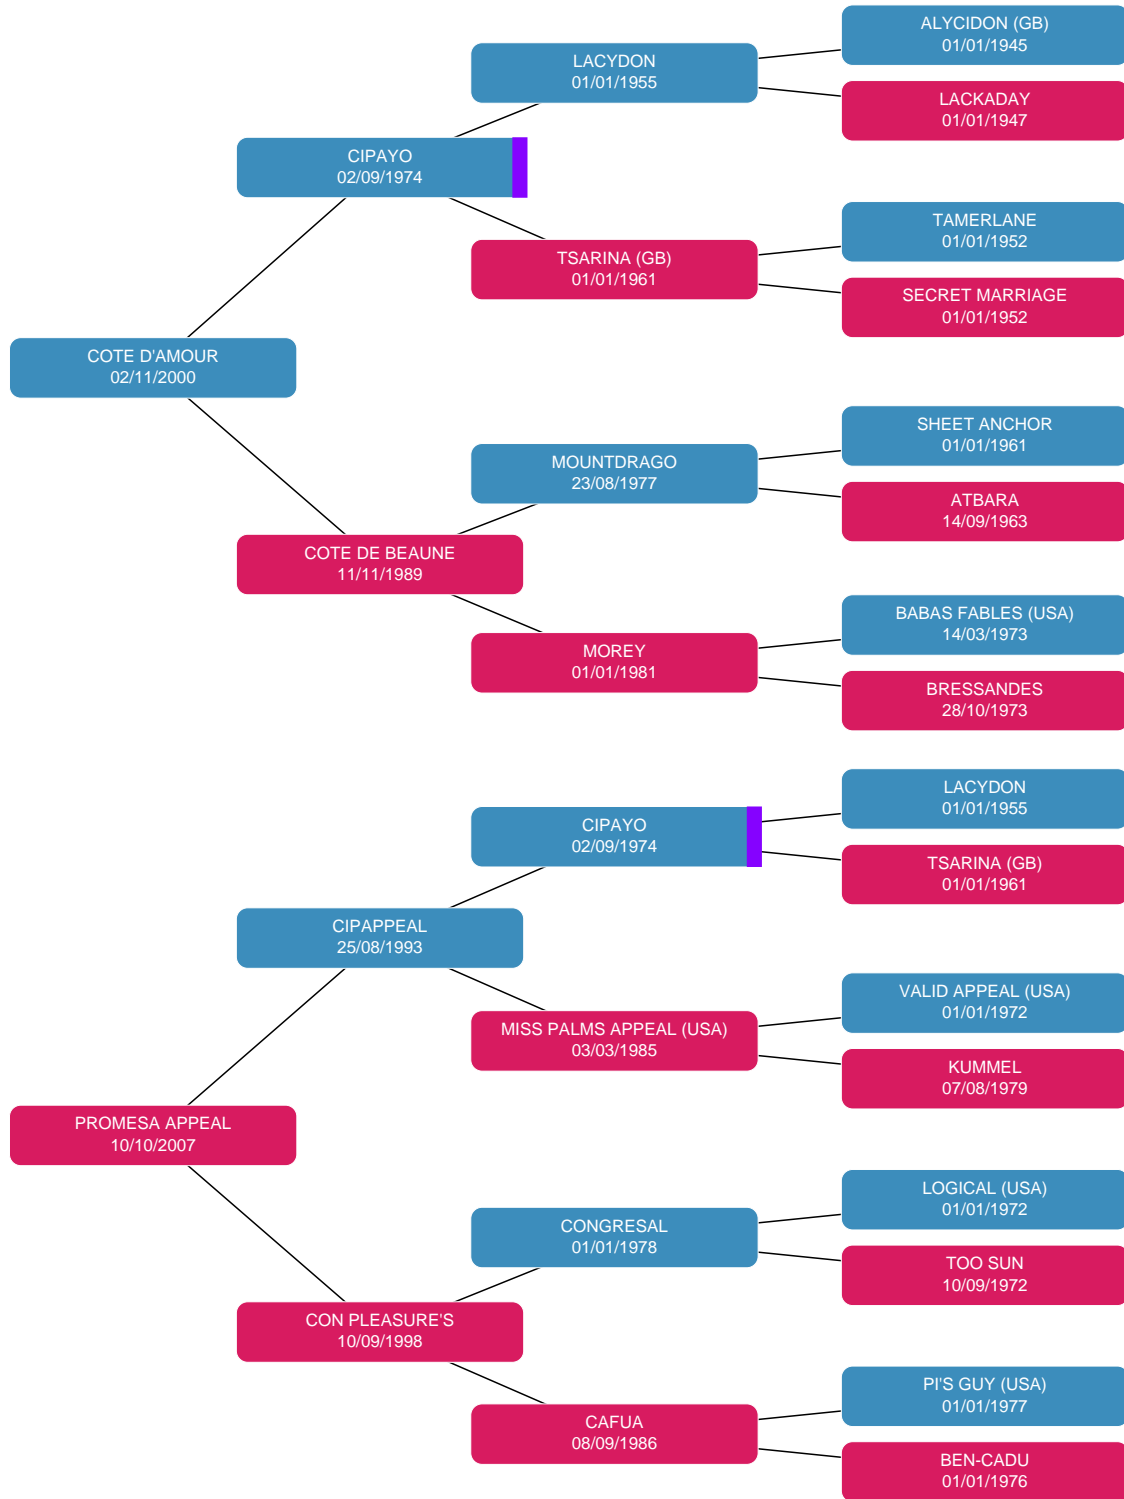 ALYCIDON (GB)
01/01/1945
LACYDON
01/01/1955
LACKADAY
01/01/1947
CIPAYO
02/09/1974
TAMERLANE
01/01/1952
TSARINA (GB)
01/01/1961
SECRET MARRIAGE
01/01/1952
COTE D'AMOUR
02/11/2000
SHEET ANCHOR
01/01/1961
MOUNTDRAGO
23/08/1977
ATBARA
14/09/1963
COTE DE BEAUNE
11/11/1989
BABAS FABLES (USA)
14/03/1973
MOREY
01/01/1981
BRESSANDES
28/10/1973
LACYDON
01/01/1955
CIPAYO
02/09/1974
TSARINA (GB)
01/01/1961
CIPAPPEAL
25/08/1993
VALID APPEAL (USA)
01/01/1972
MISS PALMS APPEAL (USA)
03/03/1985
KUMMEL
07/08/1979
PROMESA APPEAL
10/10/2007
LOGICAL (USA)
01/01/1972
CONGRESAL
01/01/1978
TOO SUN
10/09/1972
CON PLEASURE'S
10/09/1998
PI'S GUY (USA)
01/01/1977
CAFUA
08/09/1986
BEN-CADU
01/01/1976